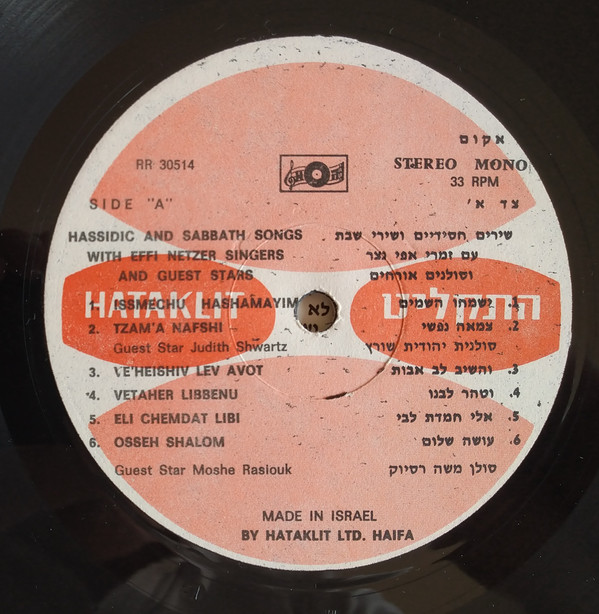 אקום
RR 30514
STEREO MONO
33 RPM
SIDE "A"
צד א'
HASSIDIC AND SABBATH SONGS
שירים חסידיים ושירי שבת .
WITH EFFI NETZER SINGERS
עם זמרי אפי נצר
AND GUEST STARS
וסולנים אורחים
HATAKLIT
התקליט
1- ISSMECHU HASHAMAYIM
1. ישמחו השמים
2. TZAM'A NAFSHI
2. צמאה נפשי
Guest Star Judith Shwartz
סולנית יהודית שורץ
3. VE'HEISHIV LEV AVOT
3. והשיב לב אבות
4. VETAHER LIBBENU
4. וטהר לבנו
5. ELI CHEMDAT LIBI
5. אלי חמדת לבי
6. OSSEH SHALOM
6. עושה שלום
Guest Star Moshe Rasiouk
סולן משה רסיוק
MADE IN ISRAEL
BY HATAKLIT LTD. HAIFA